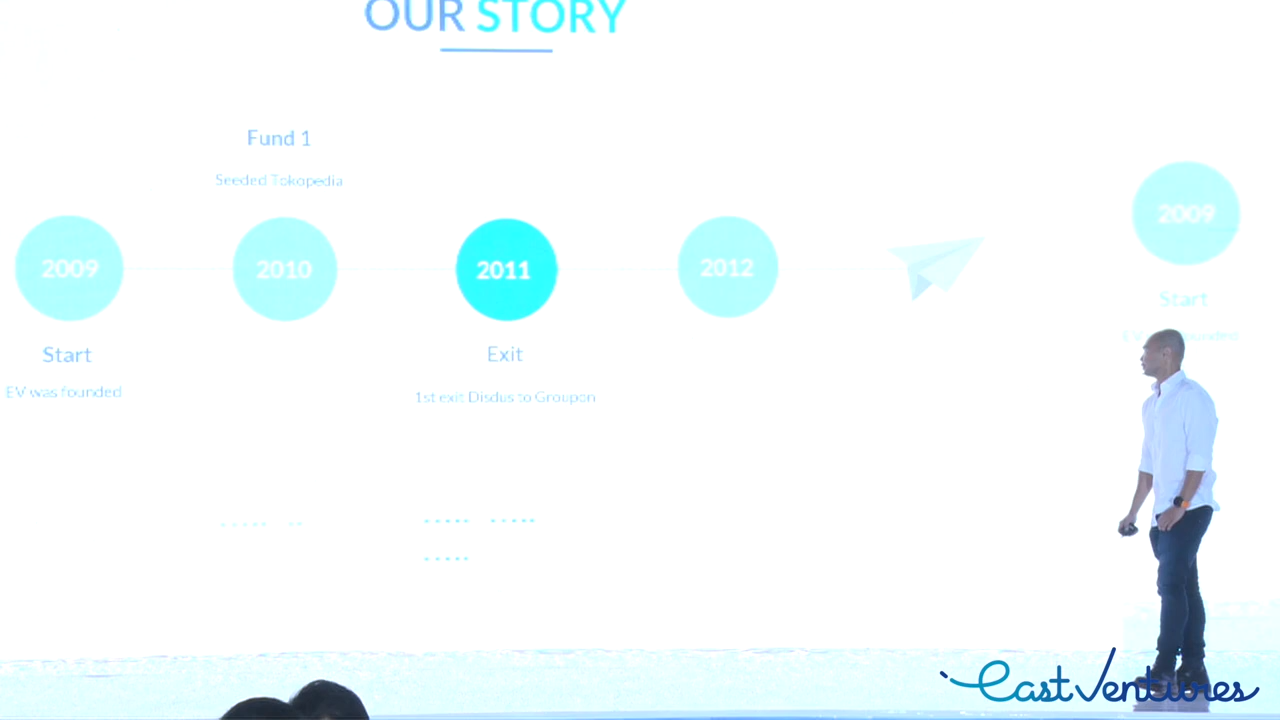 OUR STORY
Fund 1
Seeded Tokopedia
2009
2010
2011
2012
2009
Start
Exit
Start
EV was founded
1st exit Disdus to Groupon
East Ventures